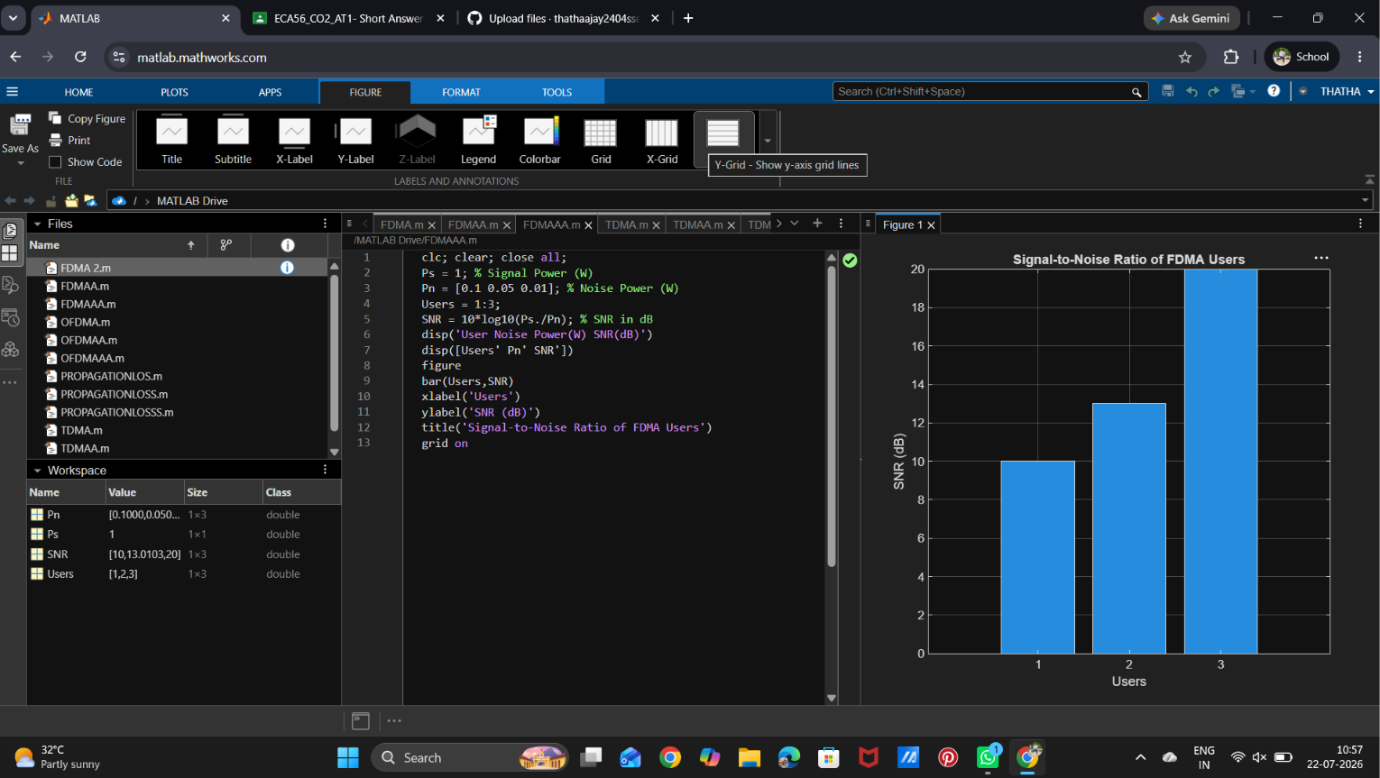 MATLAB
ECA56_CO2_AT1- Short Answer
Upload files · thathaajay2404sse
Ask Gemini
matlab.mathworks.com
School
HOME
PLOTS
APPS
FIGURE
FORMAT
TOOLS
Search (Ctrl+Shift+Space)
THATHA
Save As
Copy Figure
Print
Show Code
FILE
Title
Subtitle
X-Label
Y-Label
Z-Label
Legend
Colorbar
Grid
X-Grid
Y-Grid - Show y-axis grid lines
LABELS AND ANNOTATIONS
/ › MATLAB Drive
Files
Name
FDMA 2.m
FDMAA.m
FDMAAA.m
OFDMA.m
OFDMAA.m
OFDMAAA.m
PROPAGATIONLOS.m
PROPAGATIONLOSS.m
PROPAGATIONLOSSS.m
TDMA.m
TDMAA.m
Workspace
Name Value Size Class
Pn [0.1000,0.050... 1×3 double
Ps 1 1×1 double
SNR [10,13.0103,20] 1×3 double
Users [1,2,3] 1×3 double
FDMA.m FDMAA.m FDMAAA.m TDMA.m TDMAA.m TDM
/MATLAB Drive/FDMAAA.m
1 clc; clear; close all;
2 Ps = 1; % Signal Power (W)
3 Pn = [0.1 0.05 0.01]; % Noise Power (W)
4 Users = 1:3;
5 SNR = 10*log10(Ps./Pn); % SNR in dB
6 disp('User Noise Power(W) SNR(dB)')
7 disp([Users' Pn' SNR'])
8 figure
9 bar(Users,SNR)
10 xlabel('Users')
11 ylabel('SNR (dB)')
12 title('Signal-to-Noise Ratio of FDMA Users')
13 grid on
Figure 1
Signal-to-Noise Ratio of FDMA Users
20
18
16
14
12
10
8
6
4
2
0
SNR (dB)
1 2 3
Users
32°C
Partly sunny
Search
1
ENG
IN
10:57
22-07-2026